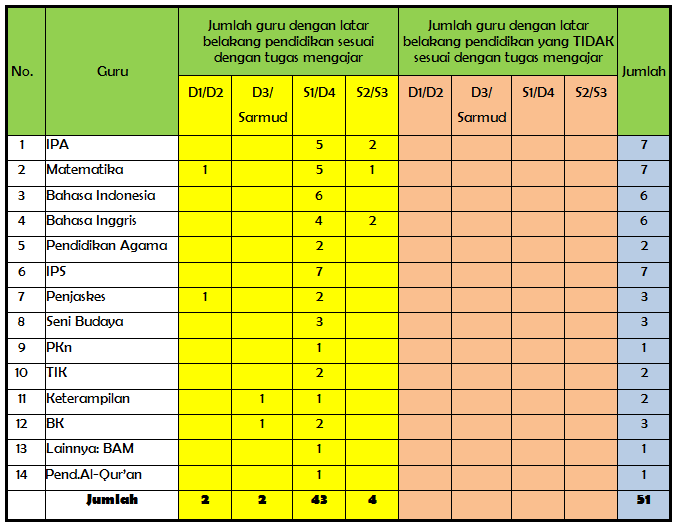 No.
Guru
Jumlah guru dengan latar
belakang pendidikan sesuai
dengan tugas mengajar
Jumlah guru dengan latar
belakang pendidikan yang TIDAK
sesuai dengan tugas mengajar
Jumlah
D1/D2 D3/ S1/D4 S2/S3 D1/D2 D3/ S1/D4 S2/S3
Sarmud Sarmud
1 IPA 5 2 7
2 Matematika 1 5 1 7
3 Bahasa Indonesia 6 6
4 Bahasa Inggris 4 2 6
5 Pendidikan Agama 2 2
6 IPS 7 7
7 Penjaskes 1 2 3
8 Seni Budaya 3 3
9 PKn 1 1
10 TIK 2 2
11 Keterampilan 1 1 2
12 BK 1 2 3
13 Lainnya: BAM 1 1
14 Pend.Al-Qur'an 1 1
Jumlah 2 2 43 4 51